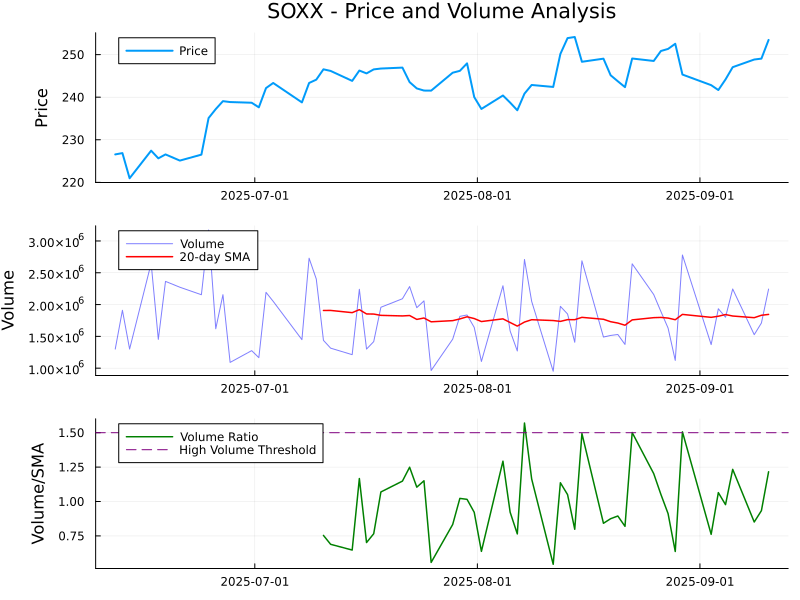 SOXX - Price and Volume Analysis
Price
250
240
230
220
Price
2025-07-01
2025-08-01
2025-09-01
Volume
3.00×10⁶
2.50×10⁶
2.00×10⁶
1.50×10⁶
1.00×10⁶
Volume
20-day SMA
2025-07-01
2025-08-01
2025-09-01
Volume/SMA
1.50
1.25
1.00
0.75
Volume Ratio
High Volume Threshold
2025-07-01
2025-08-01
2025-09-01